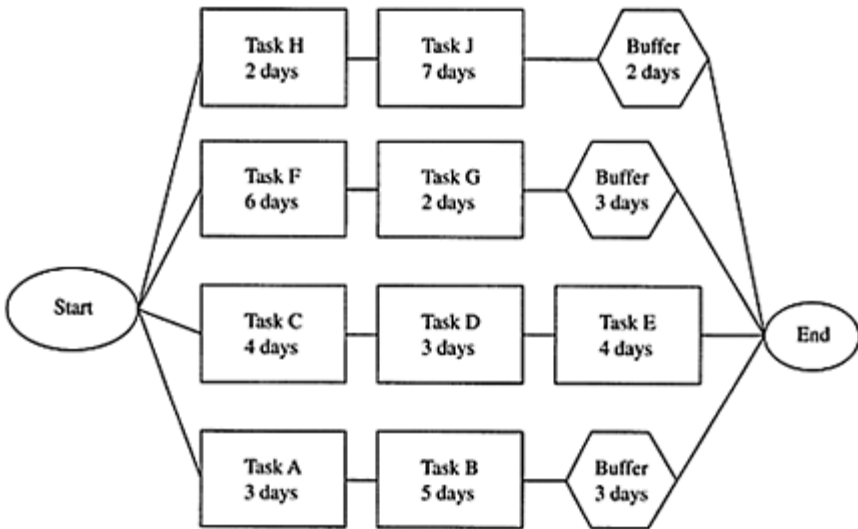 Task H
2 days
Task J
7 days
Buffer
2 days
Task F
6 days
Task G
2 days
Buffer
3 days
Start
Task C
4 days
Task D
3 days
Task E
4 days
End
Task A
3 days
Task B
5 days
Buffer
3 days